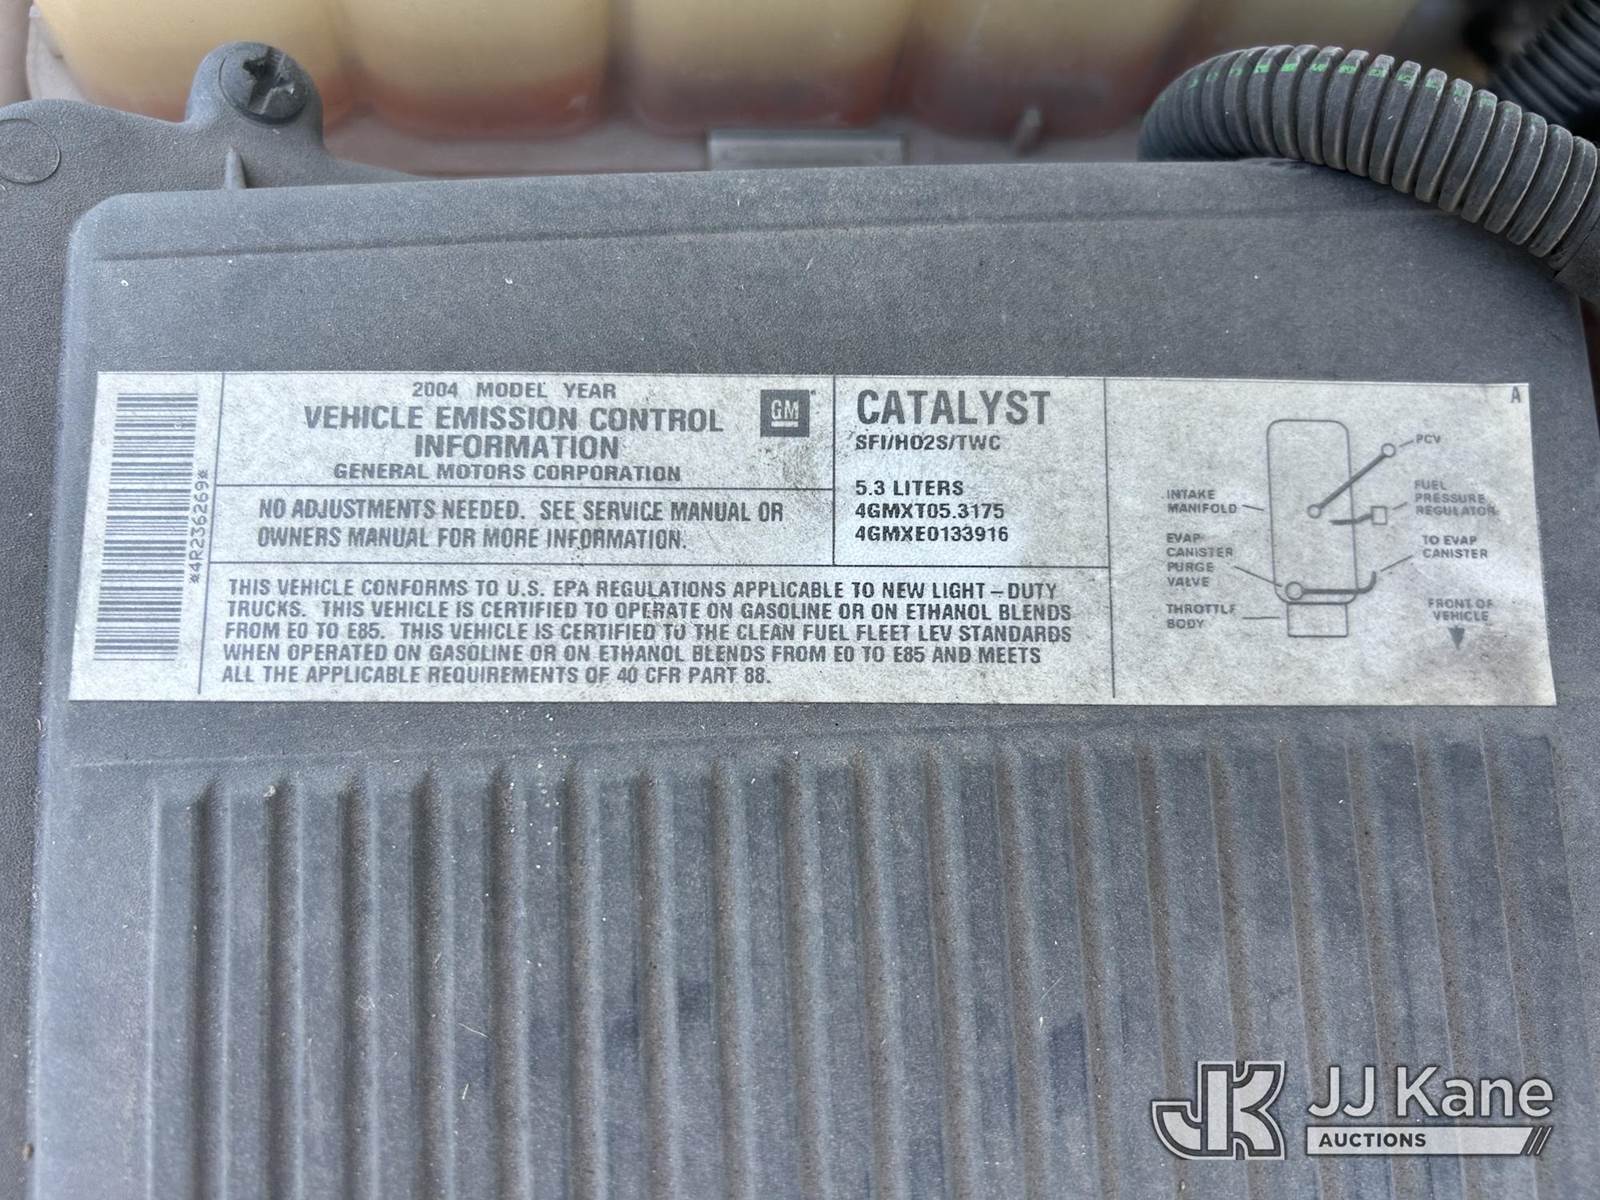 2004 MODEL YEAR
VEHICLE EMISSION CONTROL
INFORMATION
GENERAL MOTORS CORPORATION
GM
NO ADJUSTMENTS NEEDED. SEE SERVICE MANUAL OR
OWNERS MANUAL FOR MORE INFORMATION.
CATALYST
SFI/HO2S/TWC
5.3 LITERS
4GMXT05.3175
4GMXE0133916
THIS VEHICLE CONFORMS TO U.S. EPA REGULATIONS APPLICABLE TO NEW LIGHT-DUTY
TRUCKS. THIS VEHICLE IS CERTIFIED TO OPERATE ON GASOLINE OR ON ETHANOL BLENDS
FROM E0 TO E85. THIS VEHICLE IS CERTIFIED TO THE CLEAN FUEL FLEET LEV STANDARDS
WHEN OPERATED ON GASOLINE OR ON ETHANOL BLENDS FROM E0 TO E85 AND MEETS
ALL THE APPLICABLE REQUIREMENTS OF 40 CFR PART 88.
*4R236269*
A
PCV
INTAKE
MANIFOLD
FUEL
PRESSURE
REGULATOR
EVAP
CANISTER
PURGE
VALVE
TO EVAP
CANISTER
THROTTLE
BODY
FRONT OF
VEHICLE
JK
JJ Kane
AUCTIONS